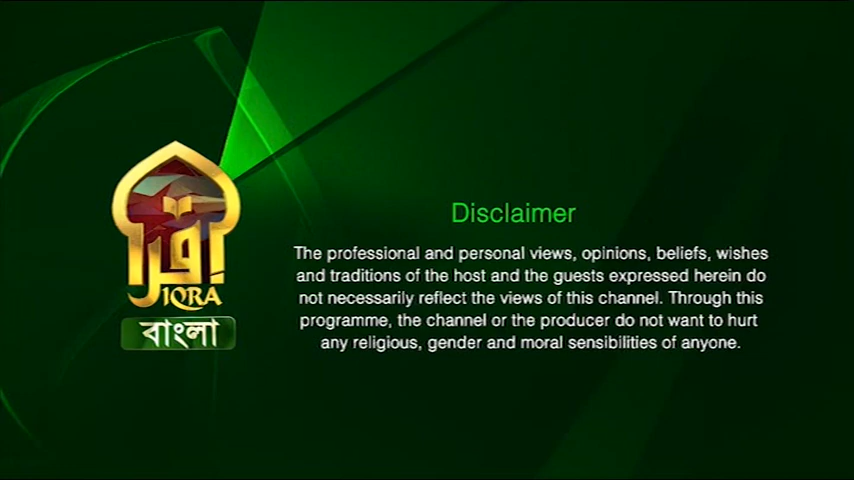 اقرأ
IQRA
বাংলা
Disclaimer
The professional and personal views, opinions, beliefs, wishes
and traditions of the host and the guests expressed herein do
not necessarily reflect the views of this channel. Through this
programme, the channel or the producer do not want to hurt
any religious, gender and moral sensibilities of anyone.